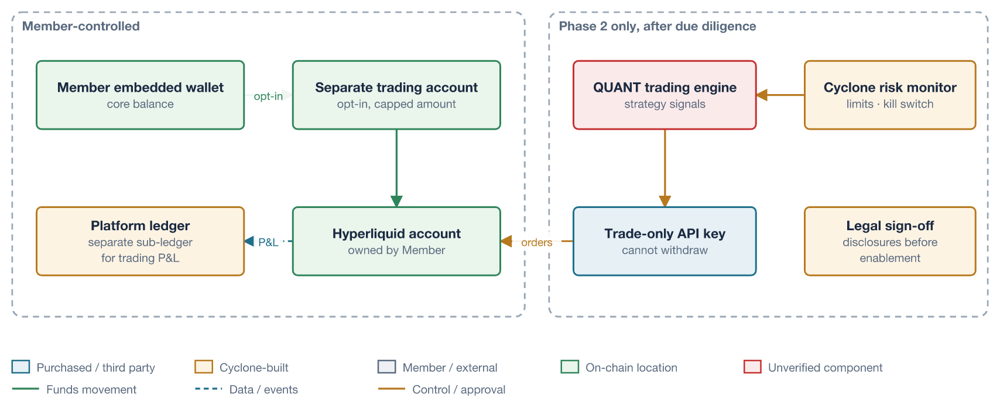 Member-controlled
Member embedded wallet
core balance
opt-in
Separate trading account
opt-in, capped amount
Platform ledger
separate sub-ledger
for trading P&L
P&L
Hyperliquid account
owned by Member
orders
Phase 2 only, after due diligence
QUANT trading engine
strategy signals
Cyclone risk monitor
limits · kill switch
Trade-only API key
cannot withdraw
Legal sign-off
disclosures before
enablement
Purchased / third party
Cyclone-built
Member / external
On-chain location
Unverified component
Funds movement
Data / events
Control / approval